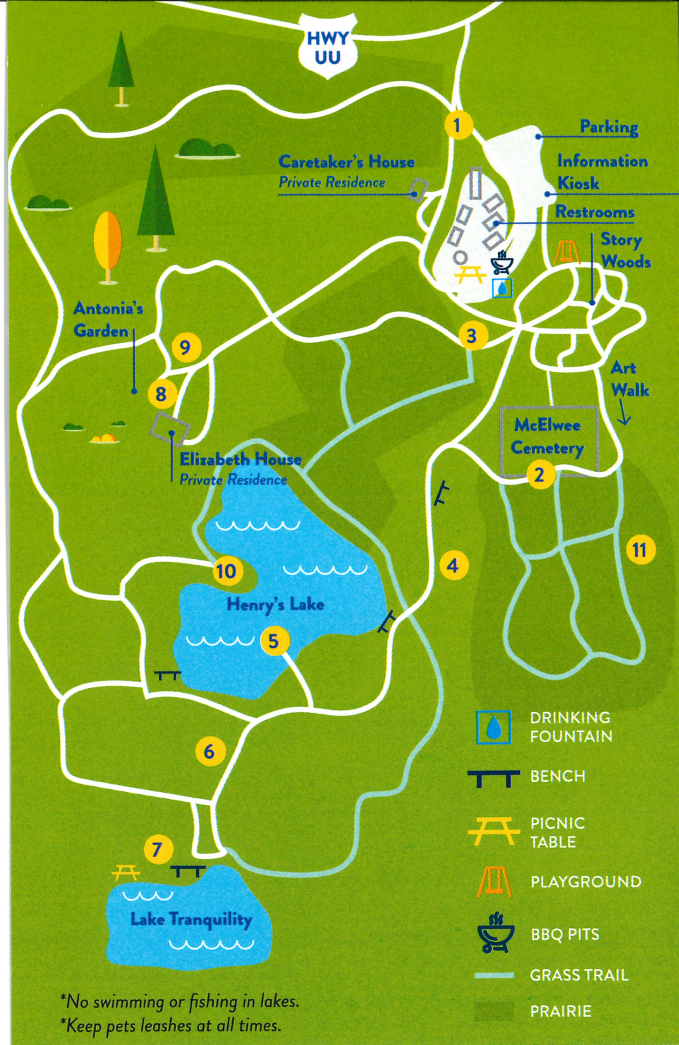 HWY
UU
1
Parking
Caretaker's House
Private Residence
Information
Kiosk
Restrooms
Story
Woods
Antonia's
Garden
3
9
8
Art
Walk
McElwee
Cemetery
2
Elizabeth House
Private Residence
11
10
4
Henry's Lake
5
6
7
Lake Tranquility
DRINKING
FOUNTAIN
BENCH
PICNIC
TABLE
PLAYGROUND
BBQ PITS
GRASS TRAIL
PRAIRIE
*No swimming or fishing in lakes.
*Keep pets leashes at all times.